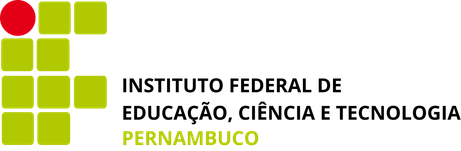 INSTITUTO FEDERAL DE
EDUCAÇÃO, CIÊNCIA E TECNOLOGIA
PERNAMBUCO